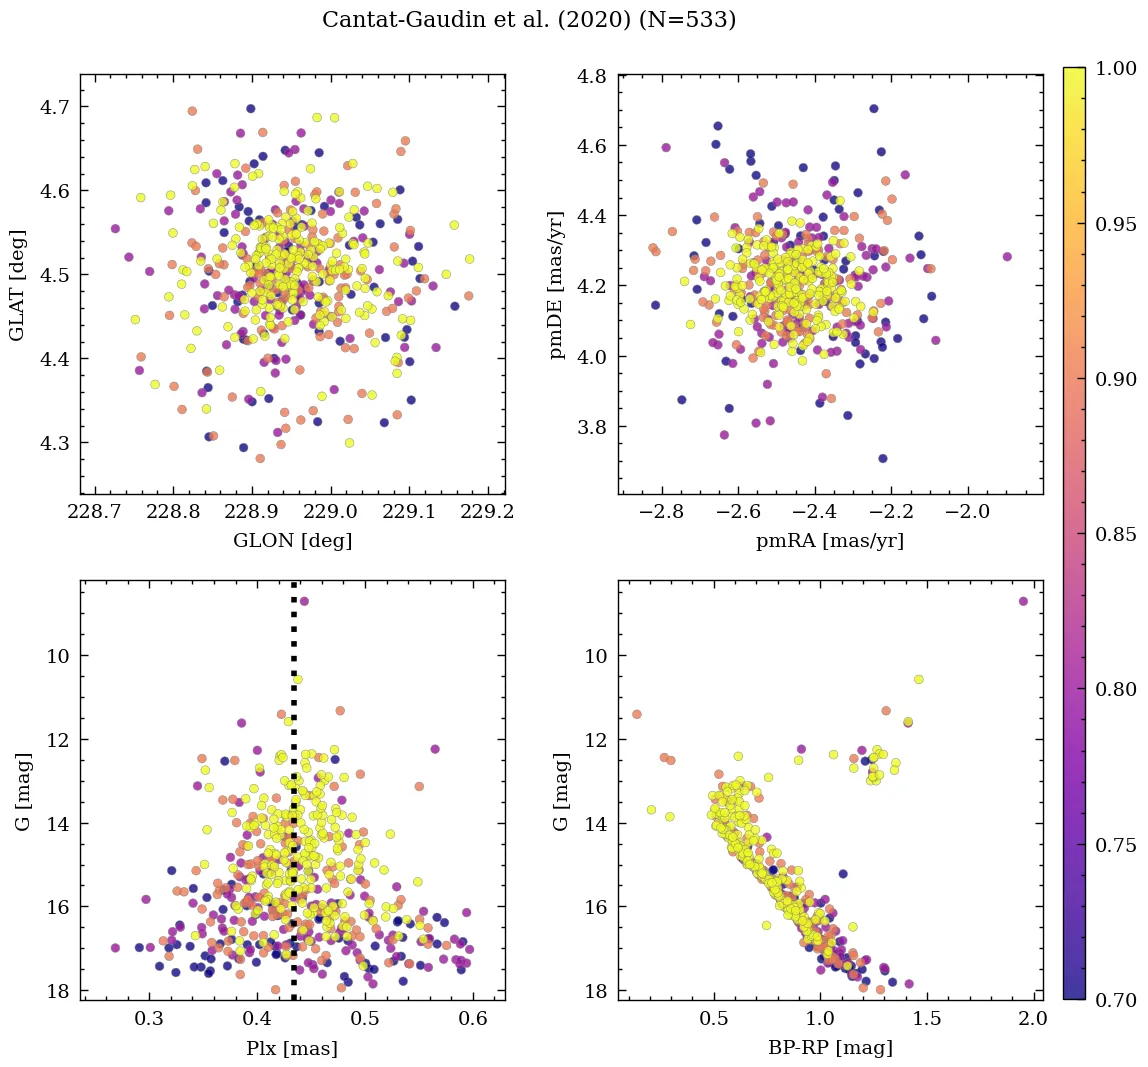 Cantat-Gaudin et al. (2020) (N=533)
4.7
4.6
4.5
4.4
4.3
GLAT [deg]
228.7 228.8 228.9 229.0 229.1 229.2
GLON [deg]
4.8
4.6
4.4
4.2
4.0
3.8
pmDE [mas/yr]
−2.8 −2.6 −2.4 −2.2 −2.0
pmRA [mas/yr]
10
12
14
16
18
G [mag]
0.3 0.4 0.5 0.6
Plx [mas]
10
12
14
16
18
G [mag]
0.5 1.0 1.5 2.0
BP-RP [mag]
1.00
0.95
0.90
0.85
0.80
0.75
0.70